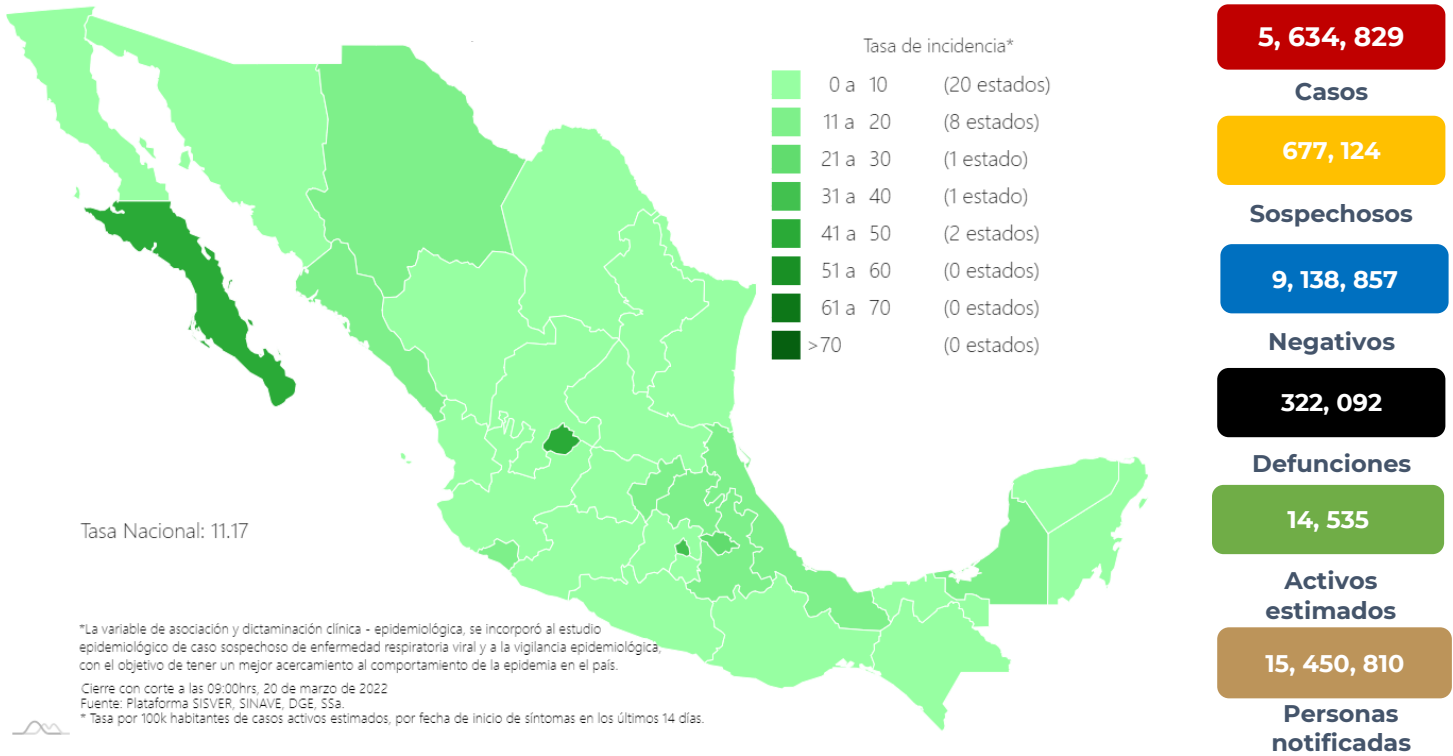 Tasa de incidencia*
0 a 10 (20 estados)
11 a 20 (8 estados)
21 a 30 (1 estado)
31 a 40 (1 estado)
41 a 50 (2 estados)
51 a 60 (0 estados)
61 a 70 (0 estados)
>70 (0 estados)
Tasa Nacional: 11.17
*La variable de asociación y dictaminación clínica - epidemiológica, se incorporó al estudio
epidemiológico de caso sospechoso de enfermedad respiratoria viral y a la vigilancia epidemiológica,
con el objetivo de tener un mejor acercamiento al comportamiento de la epidemia en el país.
Cierre con corte a las 09:00hrs, 20 de marzo de 2022
Fuente: Plataforma SISVER, SINAVE, DGE, SSa.
* Tasa por 100k habitantes de casos activos estimados, por fecha de inicio de síntomas en los últimos 14 días.
5, 634, 829
Casos
677, 124
Sospechosos
9, 138, 857
Negativos
322, 092
Defunciones
14, 535
Activos
estimados
15, 450, 810
Personas
notificadas